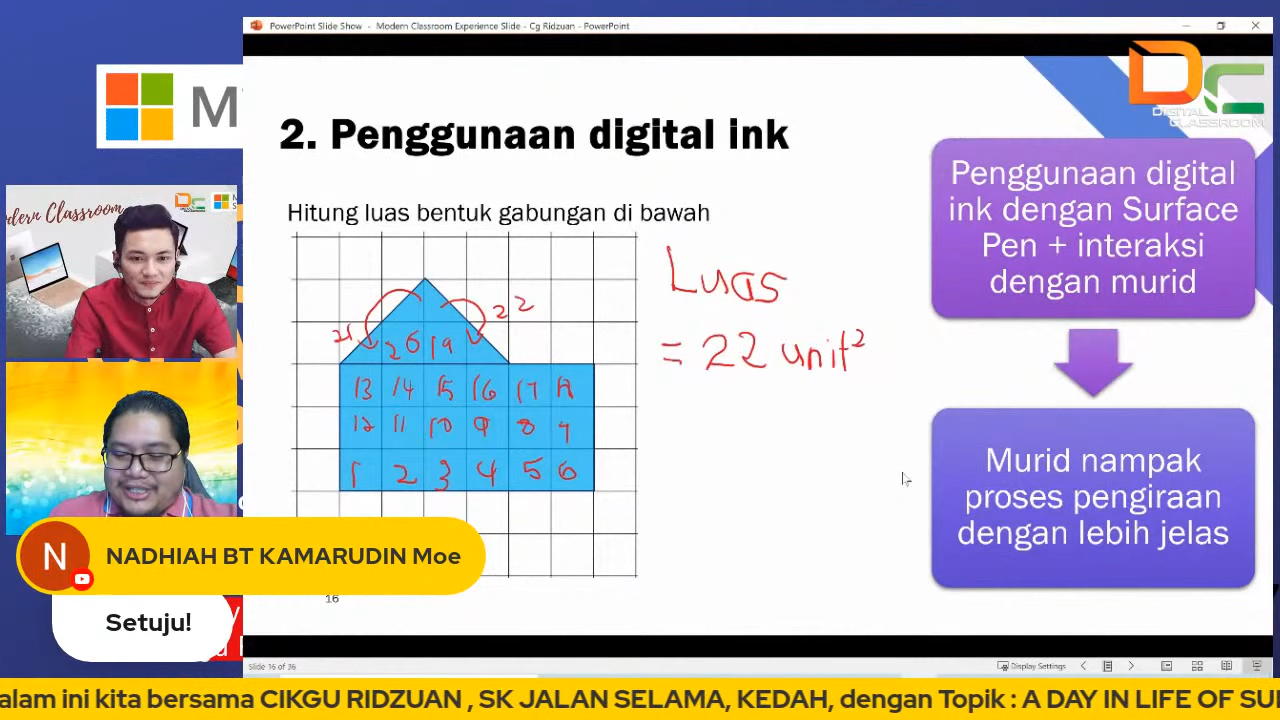 PowerPoint Slide Show - Modern Classroom Experience Slide - Cg Ridzuan - PowerPoint
DC
DIGITAL
CLASSROOM
2. Penggunaan digital ink
Hitung luas bentuk gabungan di bawah
Luas
= 22 unit²
21
22
20 19
13 14 15 16 17 18
12 11 10 9 8 7
1 2 3 4 5 6
16
Penggunaan digital
ink dengan Surface
Pen + interaksi
dengan murid
Murid nampak
proses pengiraan
dengan lebih jelas
Classroom
DC
N
NADHIAH BT KAMARUDIN Moe
Setuju!
Slide 16 of 36
Display Settings
alam ini kita bersama CIKGU RIDZUAN , SK JALAN SELAMA, KEDAH, dengan Topik : A DAY IN LIFE OF